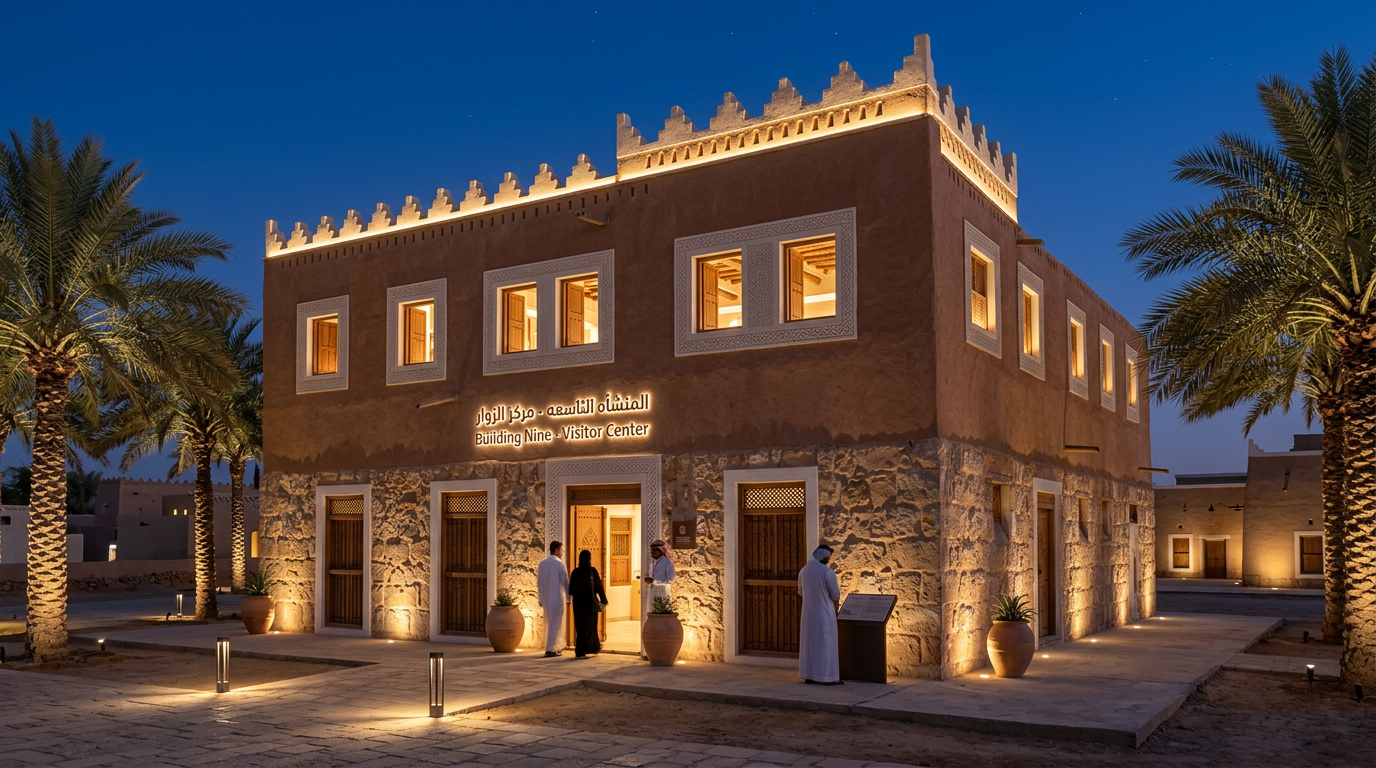 المنشأه التاسعه - مركز الزوار
Building Nine - Visitor Center